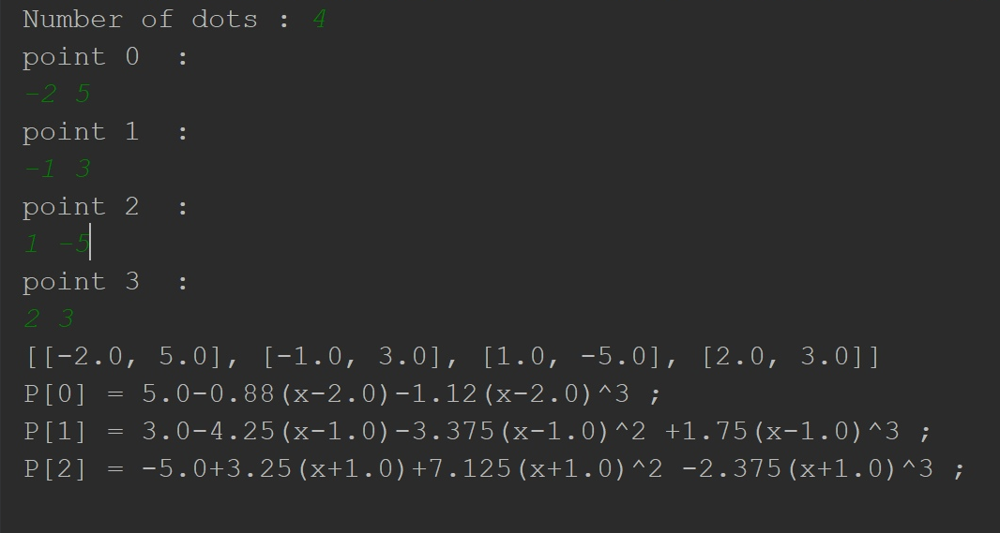 Number of dots : 4
point 0  :
-2 5
point 1  :
-1 3
point 2  :
1 -5
point 3  :
2 3
[[-2.0, 5.0], [-1.0, 3.0], [1.0, -5.0], [2.0, 3.0]]
P[0] = 5.0-0.88(x-2.0)-1.12(x-2.0)^3 ;
P[1] = 3.0-4.25(x-1.0)-3.375(x-1.0)^2 +1.75(x-1.0)^3 ;
P[2] = -5.0+3.25(x+1.0)+7.125(x+1.0)^2 -2.375(x+1.0)^3 ;